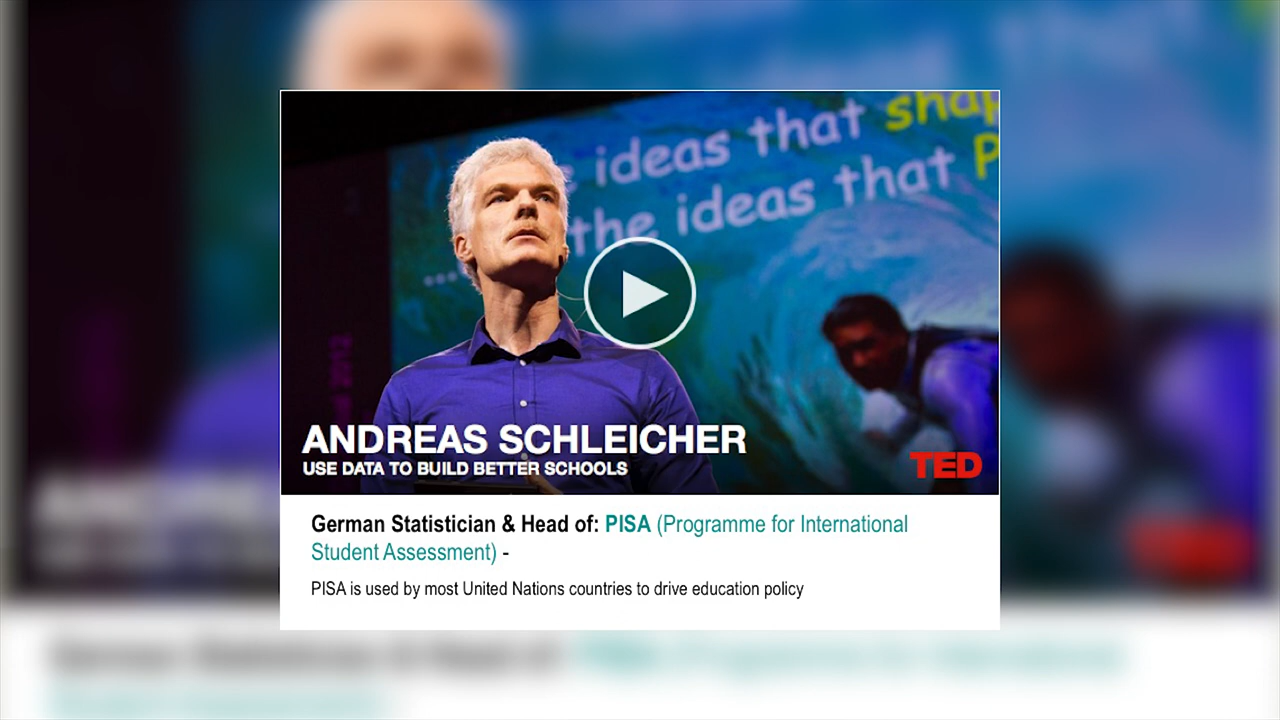 ideas that shap
...
the ideas that P
ANDREAS SCHLEICHER
USE DATA TO BUILD BETTER SCHOOLS
TED
German Statistician & Head of: PISA (Programme for International
Student Assessment) -
PISA is used by most United Nations countries to drive education policy